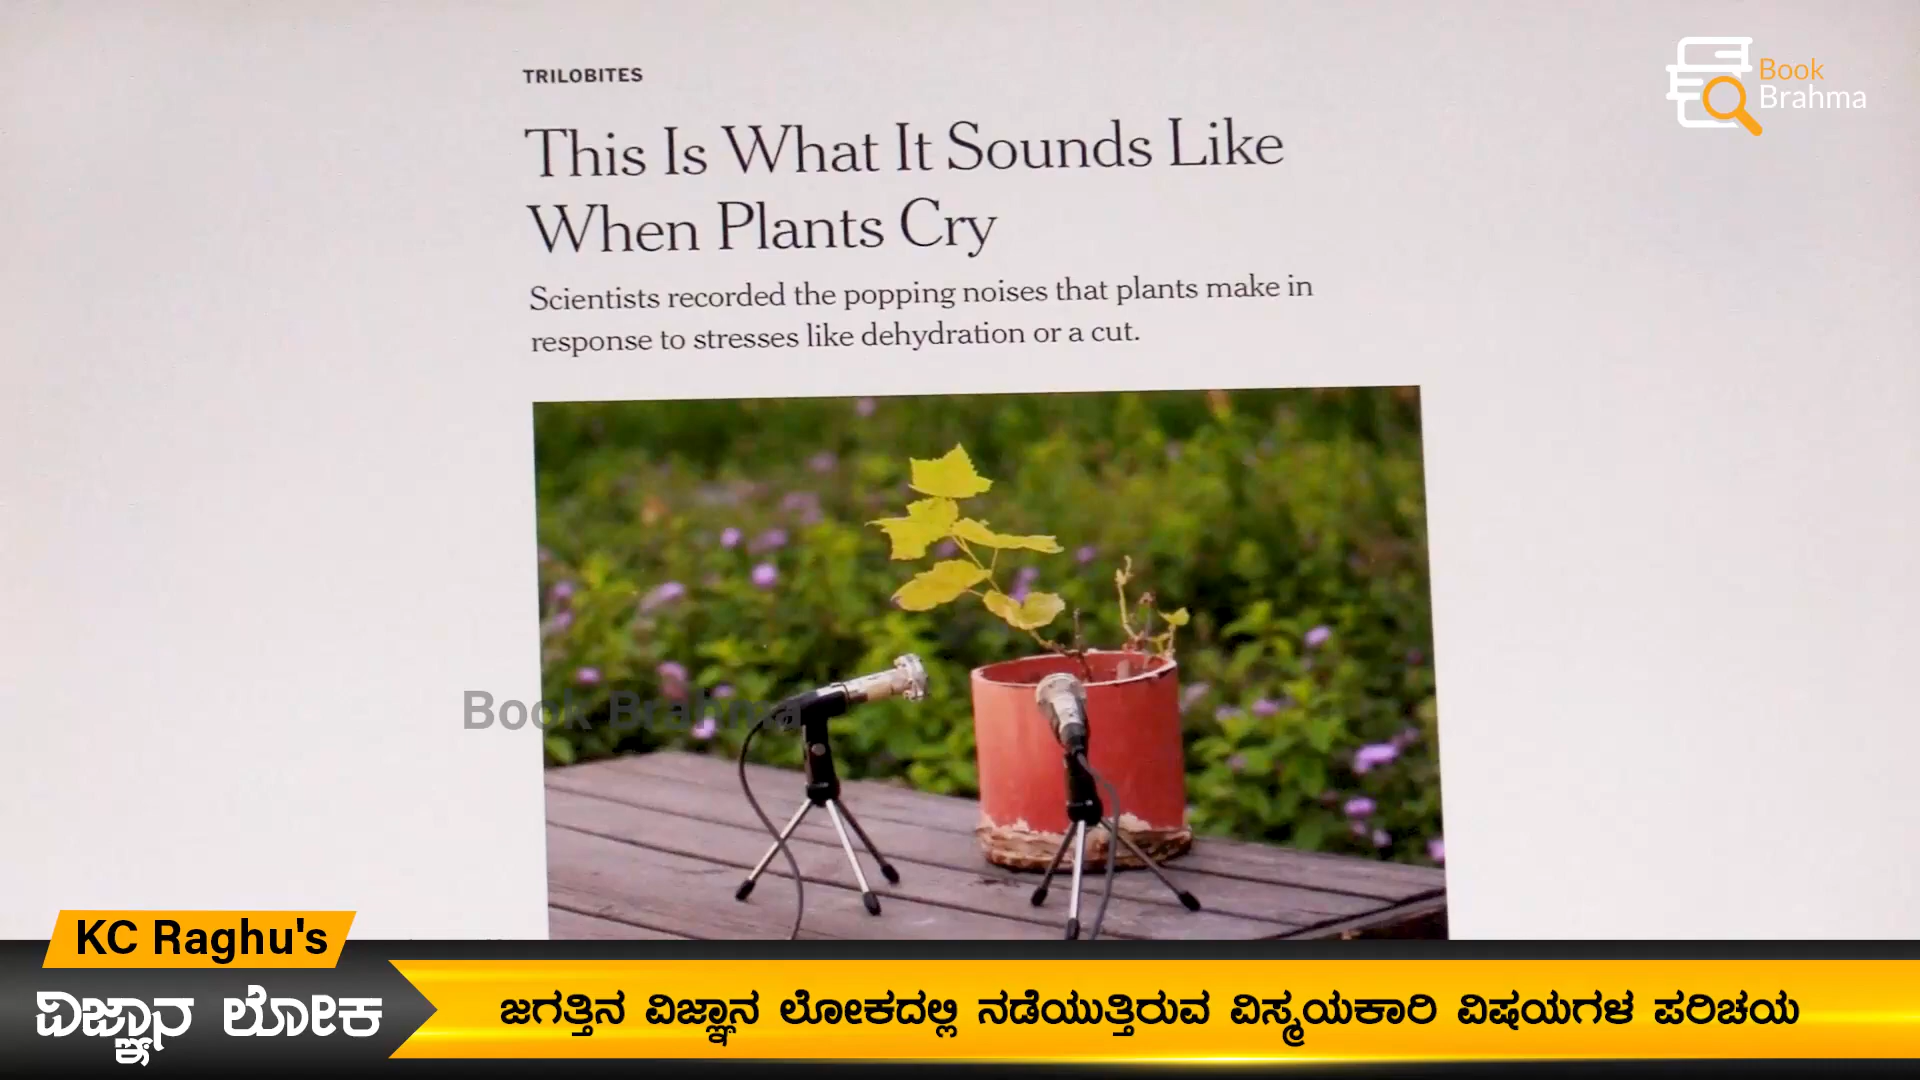 TRILOBITES
Book
Brahma
This Is What It Sounds Like
When Plants Cry
Scientists recorded the popping noises that plants make in
response to stresses like dehydration or a cut.
Book Brahma
KC Raghu's
ವಿಜ್ಞಾನ ಲೋಕ
ಜಗತ್ತಿನ ವಿಜ್ಞಾನ ಲೋಕದಲ್ಲಿ ನಡೆಯುತ್ತಿರುವ ವಿಸ್ಮಯಕಾರಿ ವಿಷಯಗಳ ಪರಿಚಯ